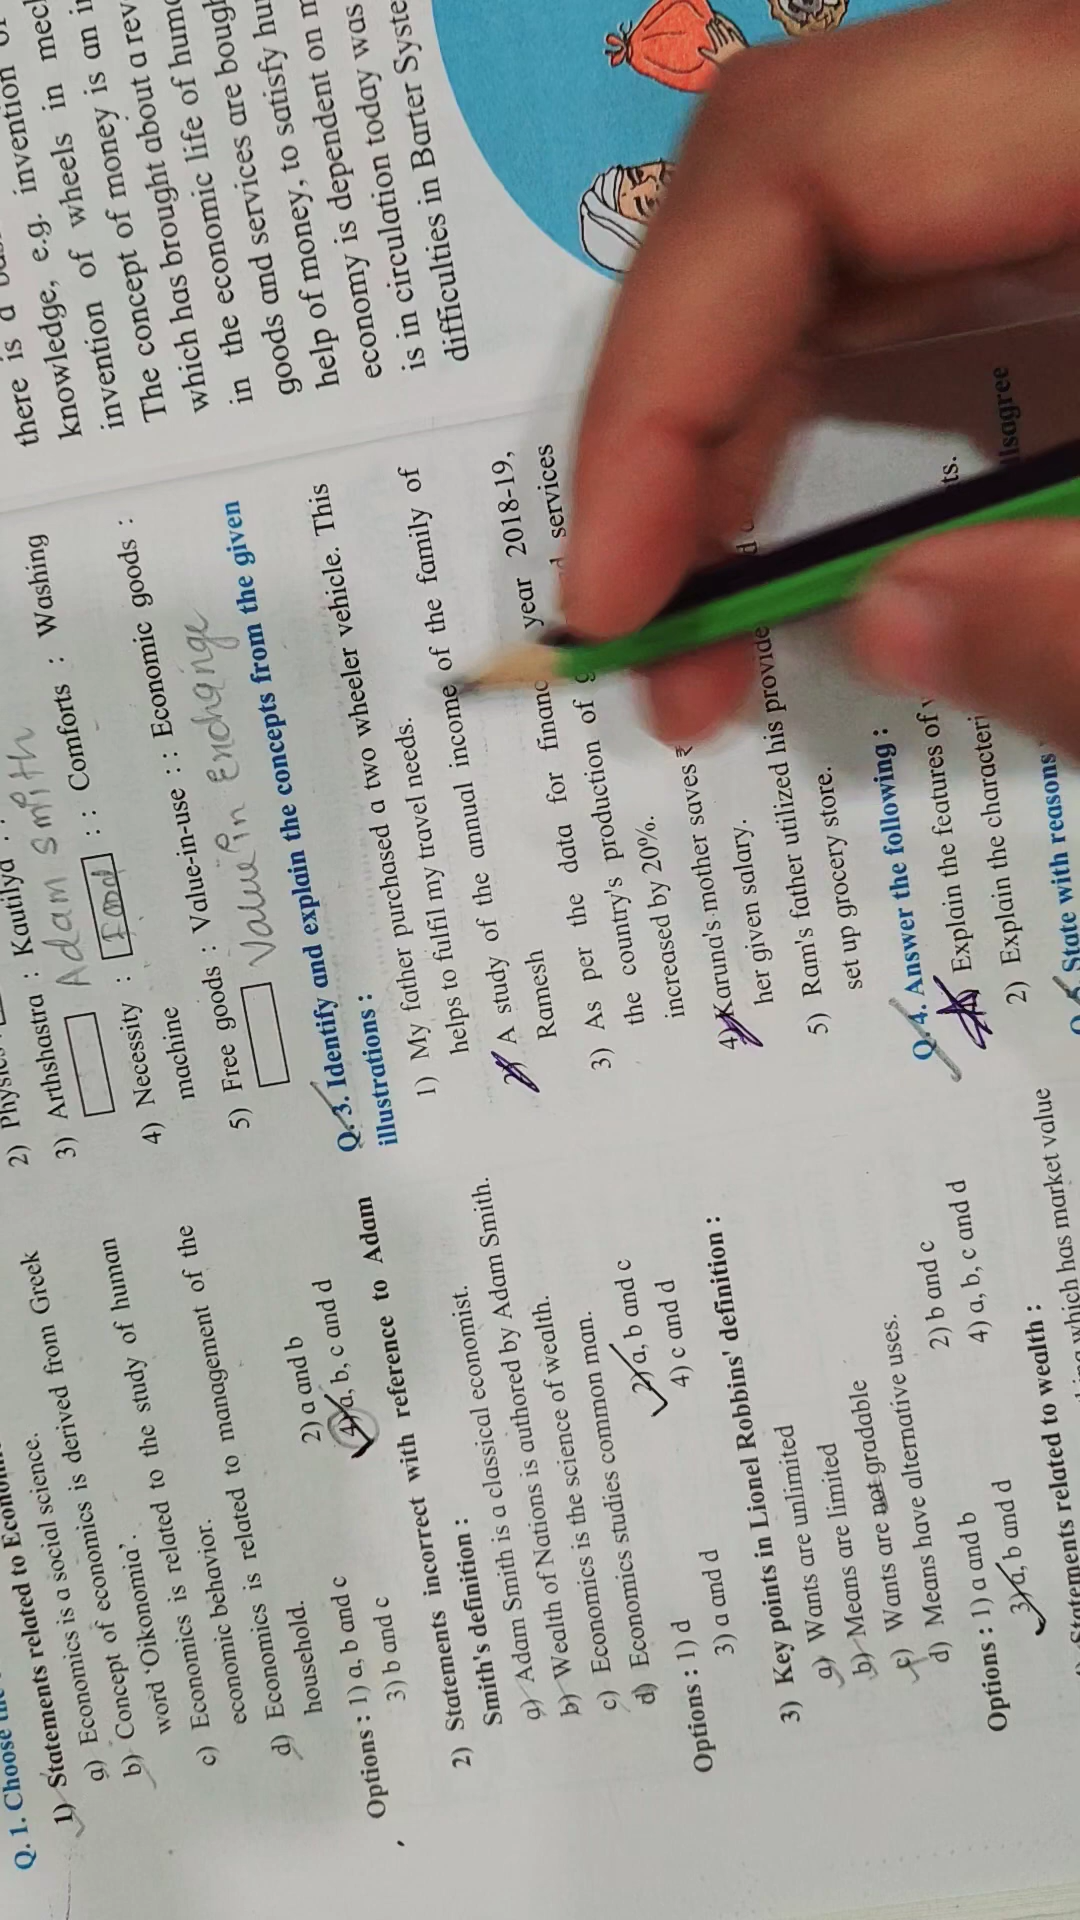 Q. 1. Choose the
1) Statements related to Econom
a) Economics is a social science.
b) Concept of economics is derived from Greek
word 'Oikonomia'.
c) Economics is related to the study of human
economic behavior.
d) Economics is related to management of the
household.
Options : 1) a, b and c 2) a and b
3) b and c 4) a, b, c and d
2) Statements incorrect with reference to Adam
Smith's definition :
a) Adam Smith is a classical economist.
b) Wealth of Nations is authored by Adam Smith.
c) Economics is the science of wealth.
d) Economics studies common man.
Options : 1) d 2) a, b and c
3) a and d 4) c and d
3) Key points in Lionel Robbins' definition :
a) Wants are unlimited
b) Means are limited
c) Wants are not gradable
d) Means have alternative uses.
Options : 1) a and b 2) b and c
3) a, b and d 4) a, b, c and d
Statements related to wealth :
which has market value
2) Physics Kautilya :
3) Arthshastra :
Adam Smith
4) Necessity : Food : : Comforts : Washing
machine
5) Free goods : Value-in-use : : Economic goods :
Value in Enchange
Q. 3. Identify and explain the concepts from the given
illustrations :
1) My father purchased a two wheeler vehicle. This
helps to fulfil my travel needs.
2) A study of the annual income of the family of
Ramesh
3) As per the data for financ year 2018-19,
the country's production of services
increased by 20%.
4) Karuna's mother saves ₹
her given salary.
5) Ram's father utilized his provide
set up grocery store.
Q. 4. Answer the following :
Explain the features of
2) Explain the characteri ts.
State with reasons disagree
there is a invention of
knowledge, e.g. invention
invention of wheels in mec
The concept of money is an i
which has brought about a rev
in the economic life of hum
goods and services are bough
help of money, to satisfy hu
economy is dependent on m
is in circulation today was
difficulties in Barter Syste